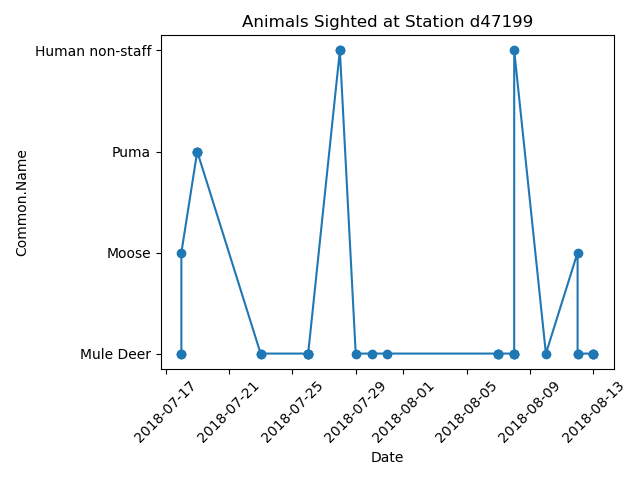 Animals Sighted at Station d47199
Common.Name
Human non-staff
Puma
Moose
Mule Deer
2018-07-17
2018-07-21
2018-07-25
2018-07-29
2018-08-01
2018-08-05
2018-08-09
2018-08-13
Date